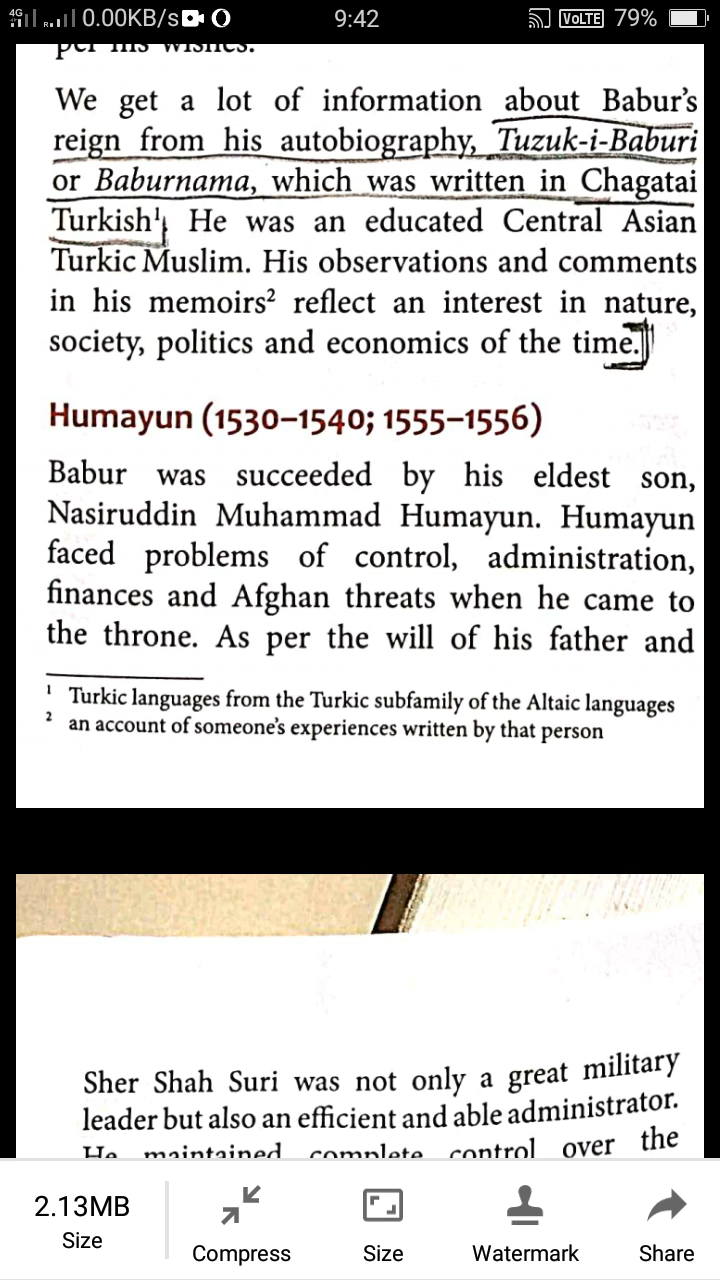 4G R 0.00KB/s 9:42 VoLTE 79%
per his wishes.
We get a lot of information about Babur's
reign from his autobiography, Tuzuk-i-Baburi
or Baburnama, which was written in Chagatai
Turkish¹. He was an educated Central Asian
Turkic Muslim. His observations and comments
in his memoirs² reflect an interest in nature,
society, politics and economics of the time.
Humayun (1530–1540; 1555–1556)
Babur was succeeded by his eldest son,
Nasiruddin Muhammad Humayun. Humayun
faced problems of control, administration,
finances and Afghan threats when he came to
the throne. As per the will of his father and
¹ Turkic languages from the Turkic subfamily of the Altaic languages
² an account of someone's experiences written by that person
Sher Shah Suri was not only a great military
leader but also an efficient and able administrator.
He maintained complete control over the
2.13MB
Size
Compress
Size
Watermark
Share